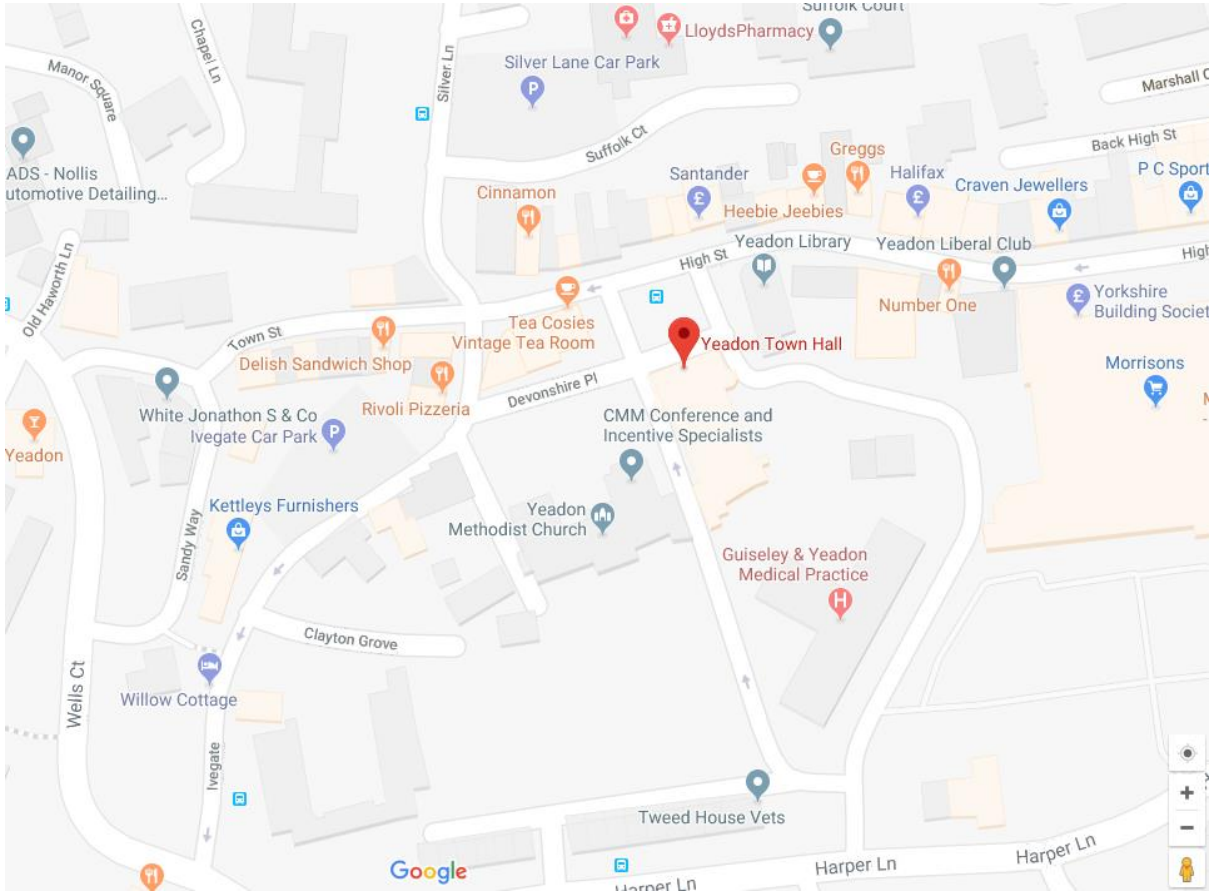 Suffolk Court
LloydsPharmacy
Chapel Ln
Silver Ln
Silver Lane Car Park
P
Manor Square
Marshall C
Suffolk Ct
Back High St
ADS - Nollis
utomotive Detailing...
Greggs
Santander
Halifax
P C Sport
Cinnamon
Craven Jewellers
£
£
Heebie Jeebies
Yeadon Library
Yeadon Liberal Club
High St
High
Old Haworth Ln
Number One
£
Yorkshire
Building Societ
Tea Cosies
Vintage Tea Room
Town St
Yeadon Town Hall
Delish Sandwich Shop
Morrisons
Devonshire Pl
Rivoli Pizzeria
White Jonathon S & Co
Ivegate Car Park
P
CMM Conference and
Incentive Specialists
M
Yeadon
Kettleys Furnishers
Yeadon
Methodist Church
Sandy Way
Guiseley & Yeadon
Medical Practice
H
Clayton Grove
Wells Ct
Willow Cottage
Ivegate
Tweed House Vets
Google
Harper Ln
Harper Ln
Harper Ln